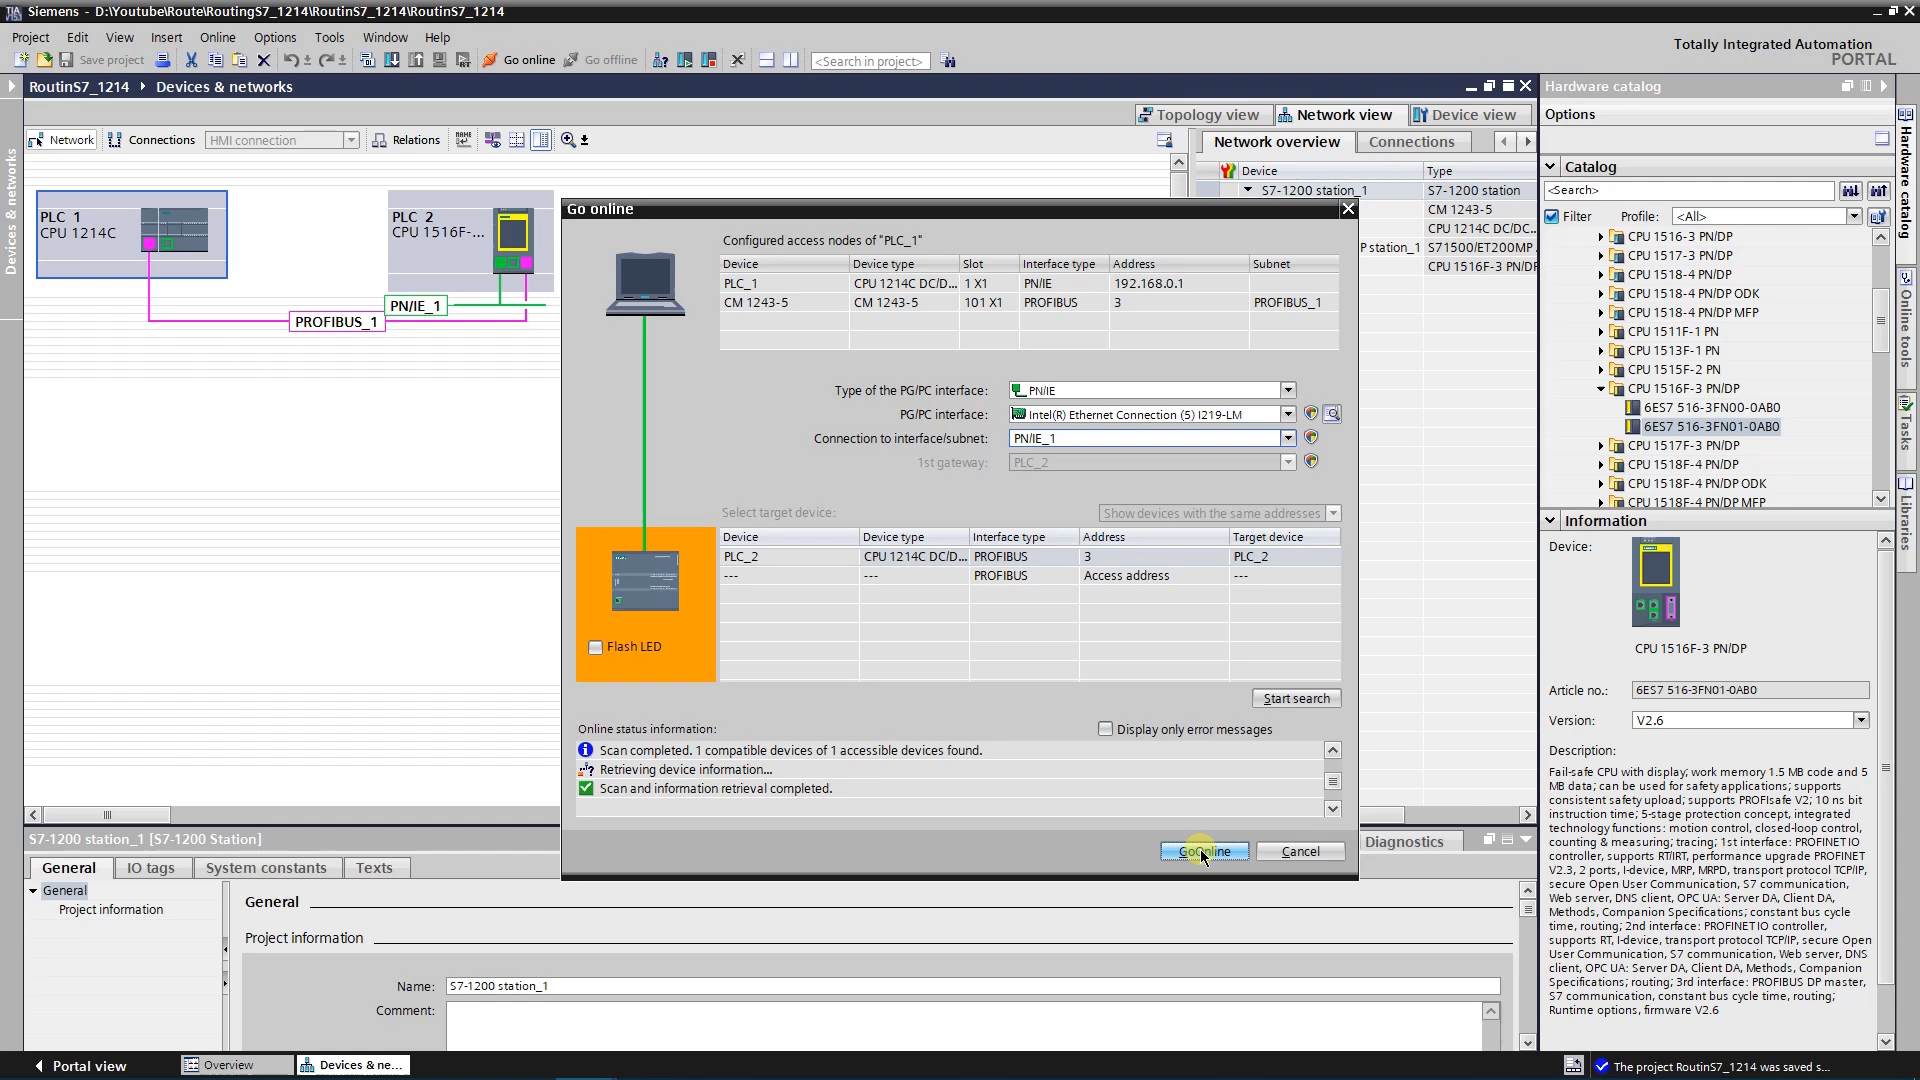 Siemens - D:\Youtube\Route\RoutingS7_1214\RoutinS7_1214\RoutinS7_1214
Project Edit View Insert Online Options Tools Window Help
Totally Integrated Automation
PORTAL
Save project Go online Go offline <Search in project>
RoutinS7_1214 Devices & networks
Topology view Network view Device view
Network Connections HMI connection Relations
Network overview Connections
Devices & networks
PLC_1
CPU 1214C
PLC_2
CPU 1516F-...
PN/IE_1
PROFIBUS_1
Device Type
S7-1200 station_1 S7-1200 station
CM 1243-5
CPU 1214C DC/DC...
P station_1 S71500/ET200MP
CPU 1516F-3 PN/DP
Go online
Configured access nodes of "PLC_1"
Device Device type Slot Interface type Address Subnet
PLC_1 CPU 1214C DC/D... 1 X1 PN/IE 192.168.0.1
CM 1243-5 CM 1243-5 101 X1 PROFIBUS 3 PROFIBUS_1
Type of the PG/PC interface: PN/IE
PG/PC interface: Intel(R) Ethernet Connection (5) I219-LM
Connection to interface/subnet: PN/IE_1
1st gateway: PLC_2
Select target device: Show devices with the same addresses
Device Device type Interface type Address Target device
PLC_2 CPU 1214C DC/D... PROFIBUS 3 PLC_2
--- --- PROFIBUS Access address ---
Flash LED
Start search
Online status information: Display only error messages
Scan completed. 1 compatible devices of 1 accessible devices found.
Retrieving device information...
Scan and information retrieval completed.
GoOnline Cancel
S7-1200 station_1 [S7-1200 Station]
Diagnostics
General IO tags System constants Texts
General
Project information
General
Project information
Name: S7-1200 station_1
Comment:
Hardware catalog
Options
Catalog
<Search>
Filter Profile: <All>
CPU 1516-3 PN/DP
CPU 1517-3 PN/DP
CPU 1518-4 PN/DP
CPU 1518-4 PN/DP ODK
CPU 1518-4 PN/DP MFP
CPU 1511F-1 PN
CPU 1513F-1 PN
CPU 1515F-2 PN
CPU 1516F-3 PN/DP
6ES7 516-3FN00-0AB0
6ES7 516-3FN01-0AB0
CPU 1517F-3 PN/DP
CPU 1518F-4 PN/DP
CPU 1518F-4 PN/DP ODK
CPU 1518F-4 PN/DP MFP
Information
Device:
CPU 1516F-3 PN/DP
Article no.: 6ES7 516-3FN01-0AB0
Version: V2.6
Description:
Fail-safe CPU with display; work memory 1.5 MB code and 5
MB data; can be used for safety applications; supports
consistent safety upload; supports PROFIsafe V2; 10 ns bit
instruction time; 5-stage protection concept, integrated
technology functions: motion control, closed-loop control,
counting & measuring; tracing; 1st interface: PROFINET IO
controller, supports RT/IRT, performance upgrade PROFINET
V2.3, 2 ports, I-device, MRP, MRPD, transport protocol TCP/IP,
secure Open User Communication, S7 communication,
Web server, DNS client, OPC UA: Server DA, Client DA,
Methods, Companion Specifications; constant bus cycle
time, routing; 2nd interface: PROFINET IO controller,
supports RT, I-device, transport protocol TCP/IP, secure Open
User Communication, S7 communication, Web server, DNS
client, OPC UA: Server DA, Client DA, Methods, Companion
Specifications; routing; 3rd interface: PROFIBUS DP master,
S7 communication, constant bus cycle time, routing;
Runtime options, firmware V2.6
Hardware catalog
Online tools
Tasks
Libraries
Portal view Overview Devices & ne... The project RoutinS7_1214 was saved s...